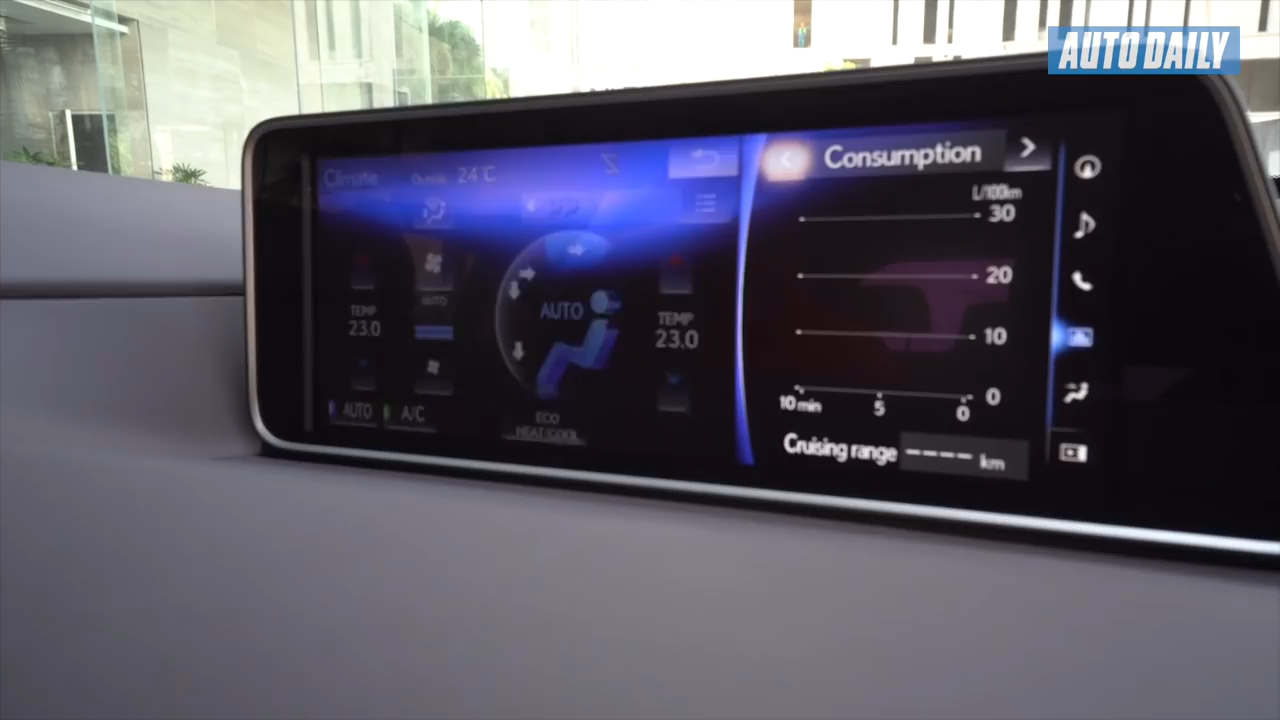 AUTO DAILY
Climate Outside 24°C
Consumption
L/100km
30
20
10
0
10 min 5 0
Cruising range ---- km
TEMP
23.0
AUTO
AUTO
TEMP
23.0
AUTO A/C
ECO
HEAT/COOL